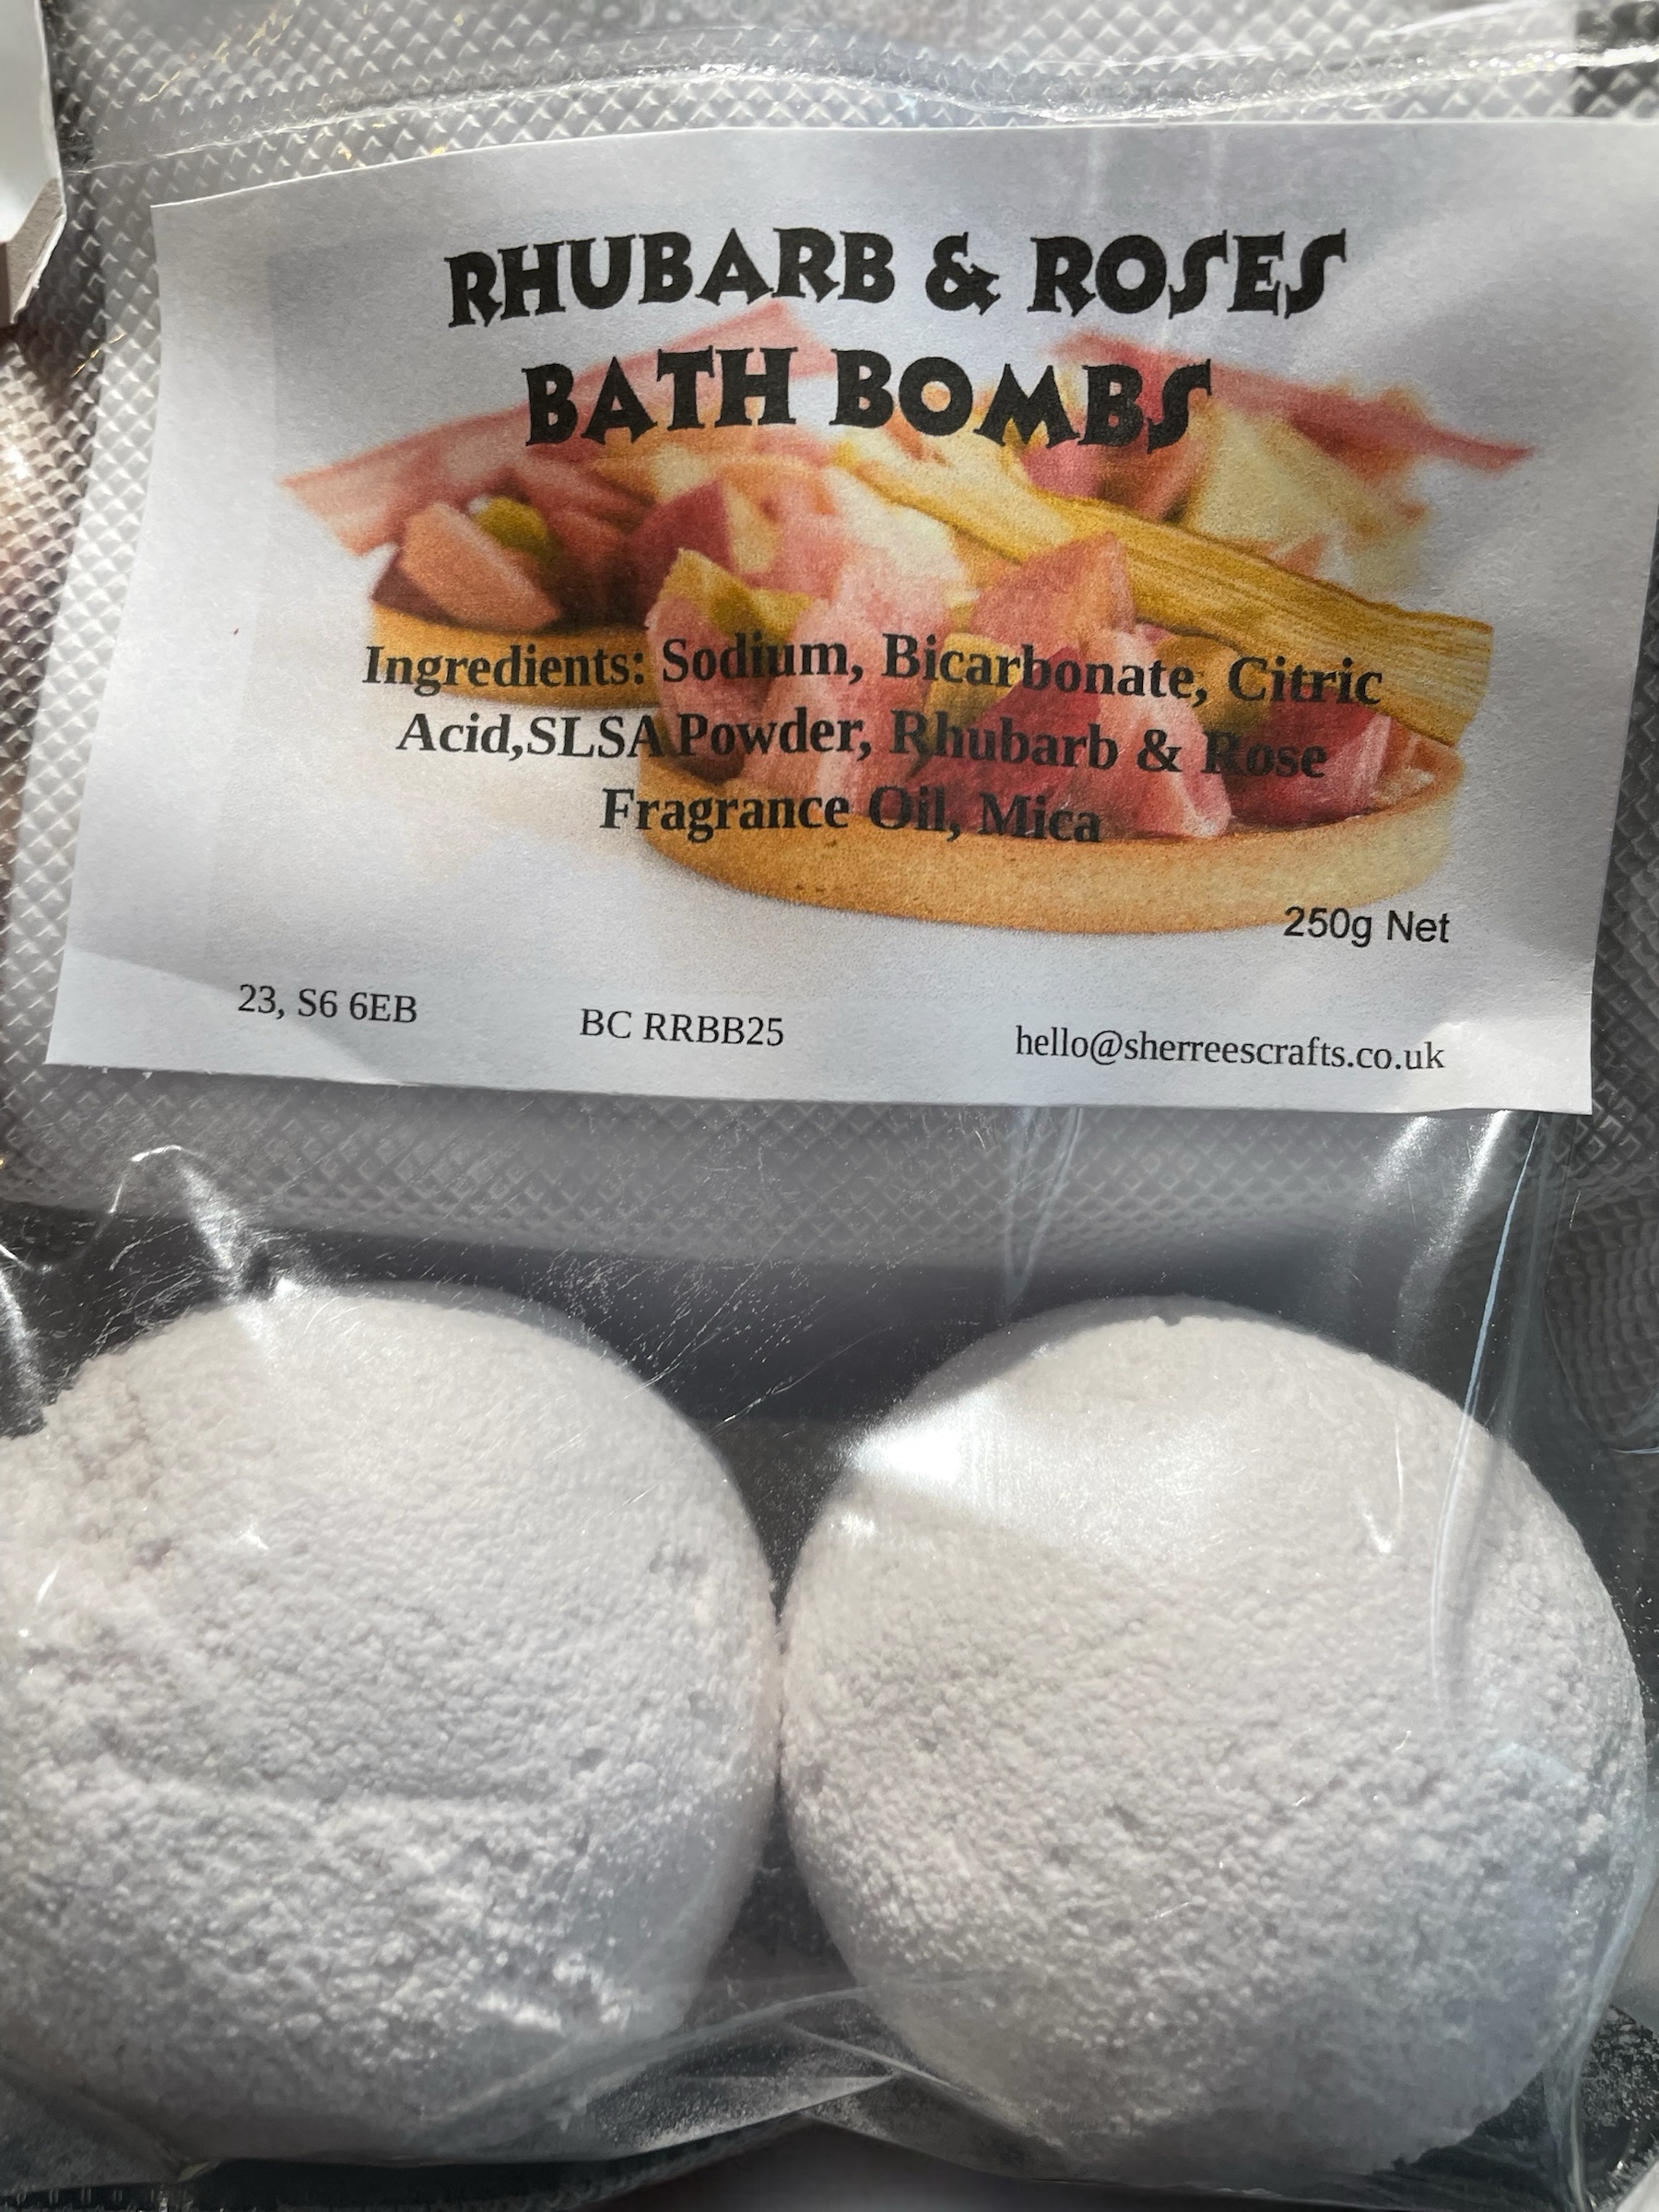 RHUBARB & ROSES
BATH BOMBS
Ingredients: Sodium, Bicarbonate, Citric
Acid,SLSA Powder, Rhubarb & Rose
Fragrance Oil, Mica
250g Net
23, S6 6EB
BC RRBB25
hello@sherreescrafts.co.uk